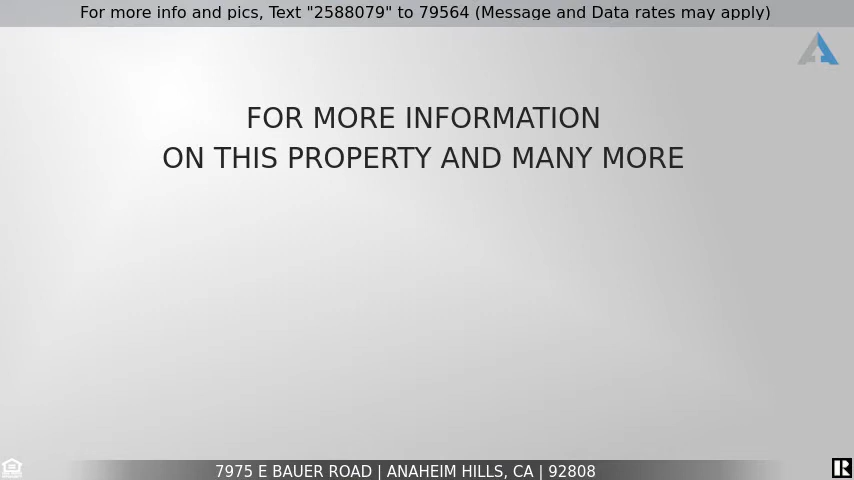 For more info and pics, Text "2588079" to 79564 (Message and Data rates may apply)
FOR MORE INFORMATION
ON THIS PROPERTY AND MANY MORE
7975 E BAUER ROAD | ANAHEIM HILLS, CA | 92808